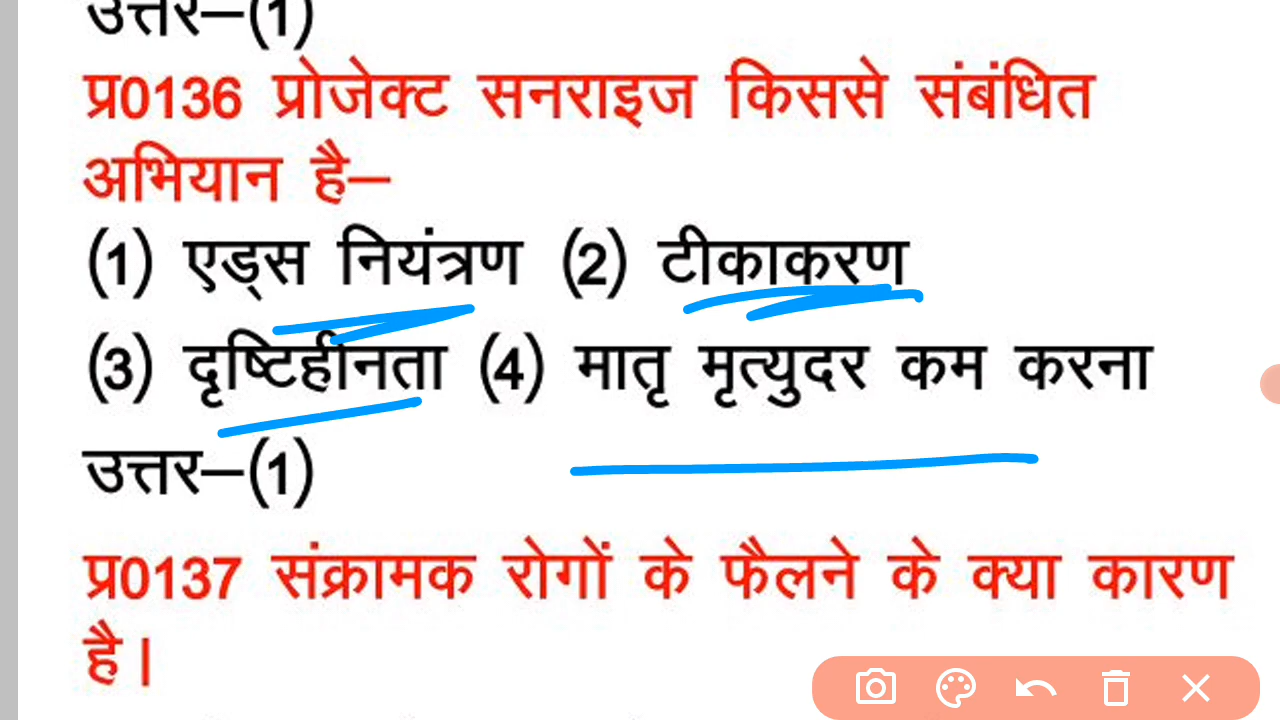 उत्तर–(1)
प्र0136 प्रोजेक्ट सनराइज किससे संबंधित
अभियान है–
(1) एड्स नियंत्रण (2) टीकाकरण
(3) दृष्टिहीनता (4) मातृ मृत्युदर कम करना
उत्तर–(1)
प्र0137 संक्रामक रोगों के फैलने के क्या कारण
है।